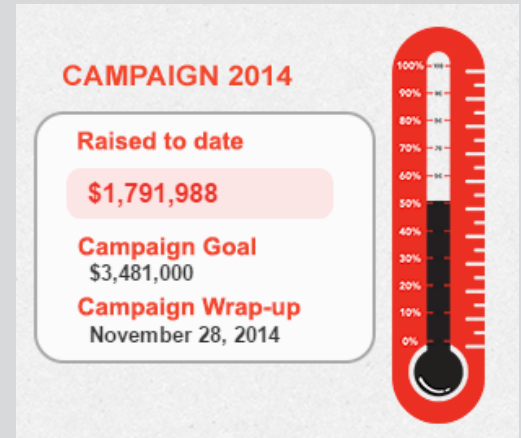 CAMPAIGN 2014
Raised to date
$1,791,988
Campaign Goal
$3,481,000
Campaign Wrap-up
November 28, 2014
100%
90%
80%
70%
60%
50%
40%
30%
20%
10%
0%